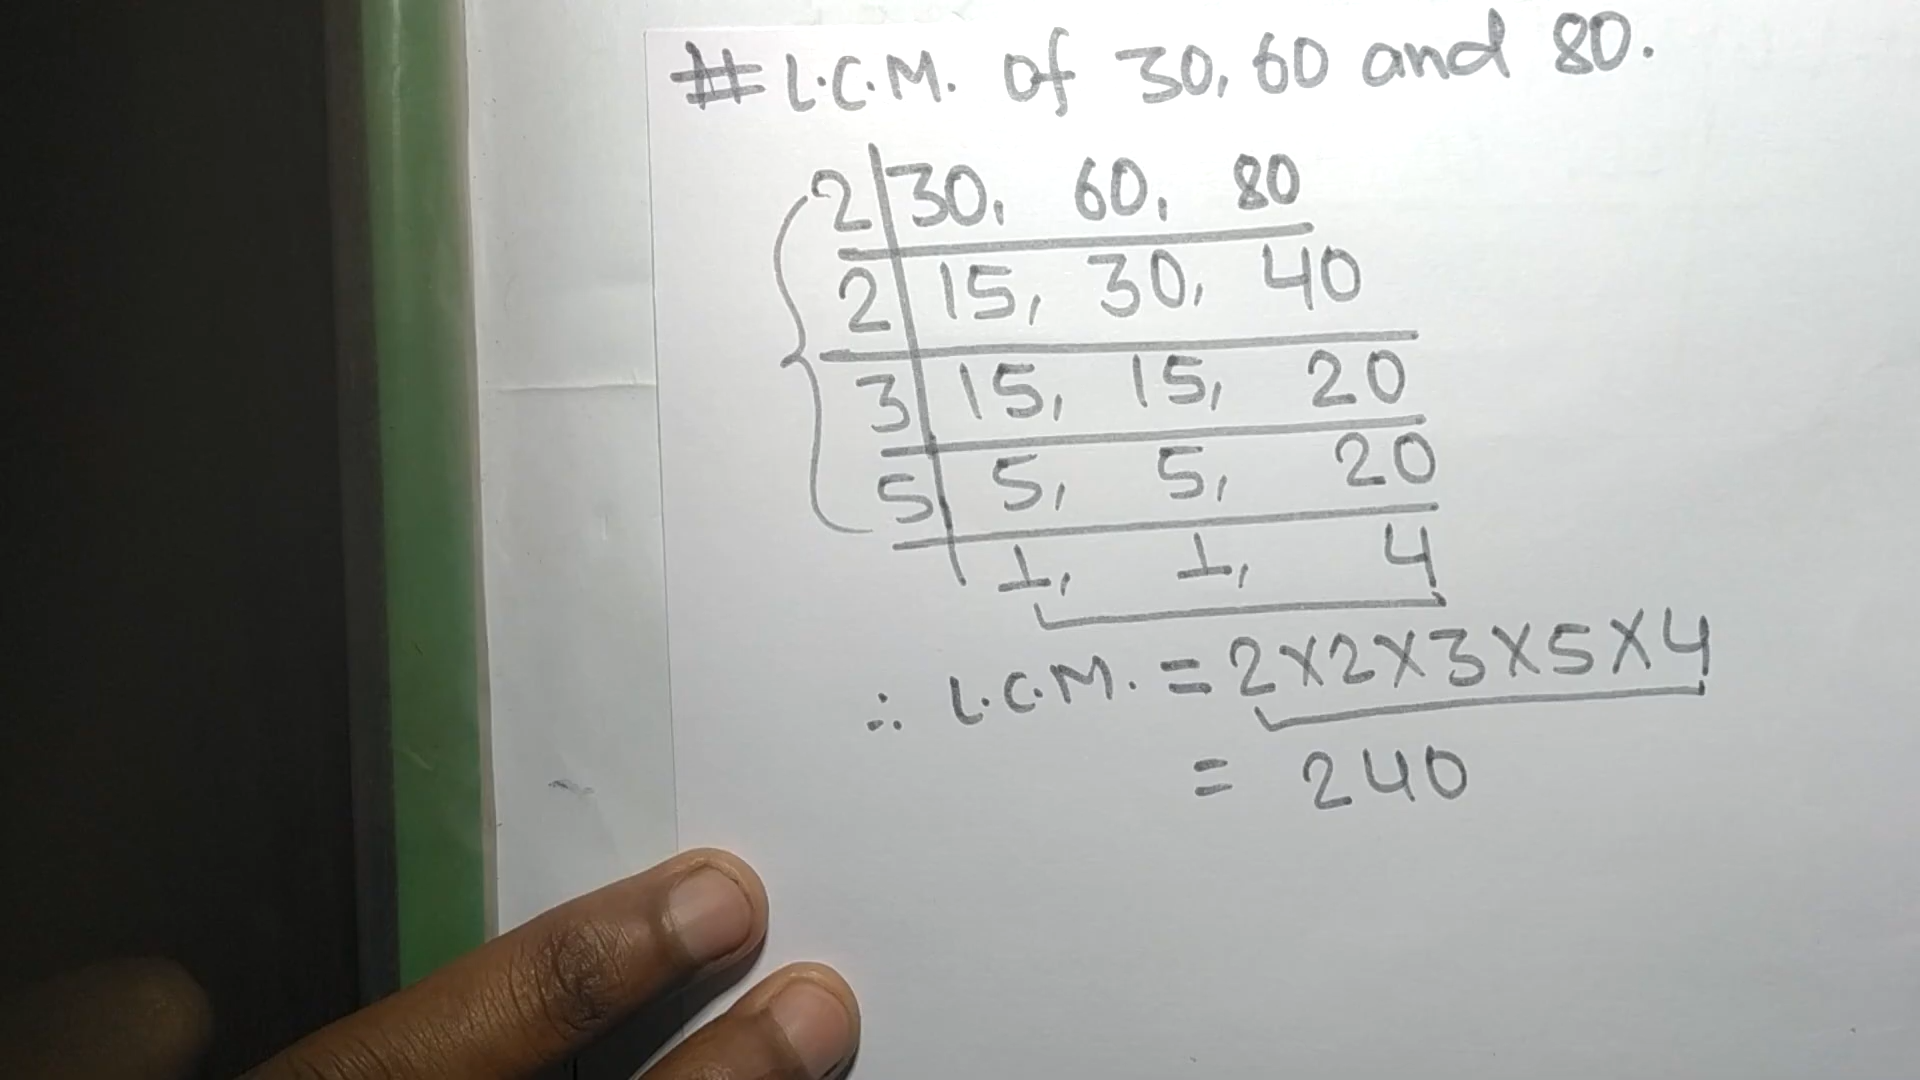 # L.C.M. of 30, 60 and 80.
2 30, 60, 80
2 15, 30, 40
3 15, 15, 20
5 5, 5, 20
1, 1, 4
∴ L.C.M. = 2×2×3×5×4
= 240